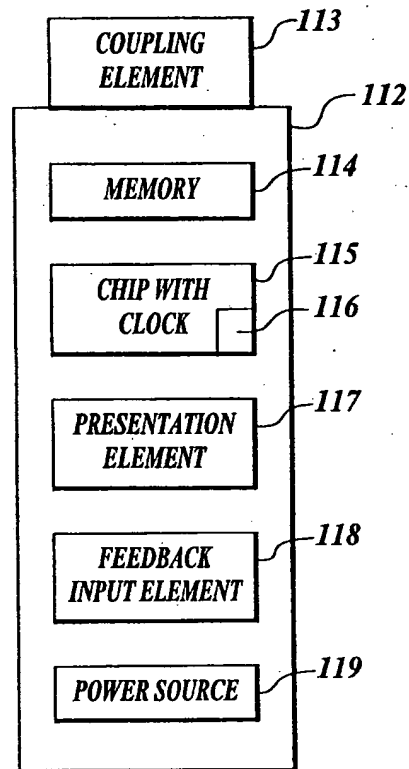 COUPLING
ELEMENT
113
112
MEMORY
114
CHIP WITH
CLOCK
115
116
PRESENTATION
ELEMENT
117
FEEDBACK
INPUT ELEMENT
118
POWER SOURCE
119